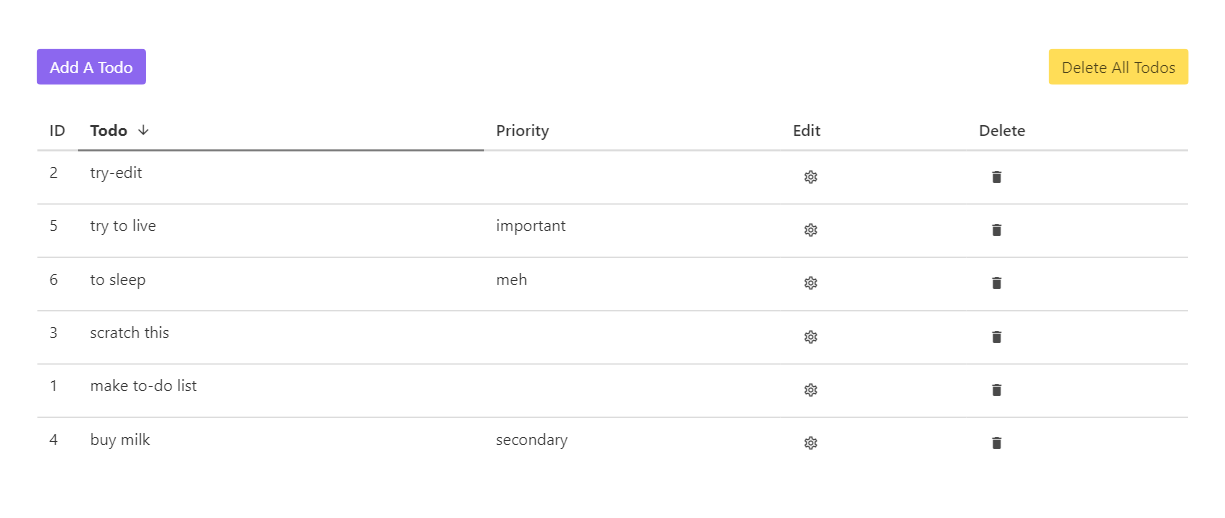 Add A Todo Delete All Todos
ID Todo ↓ Priority Edit Delete
2 try-edit
5 try to live important
6 to sleep meh
3 scratch this
1 make to-do list
4 buy milk secondary